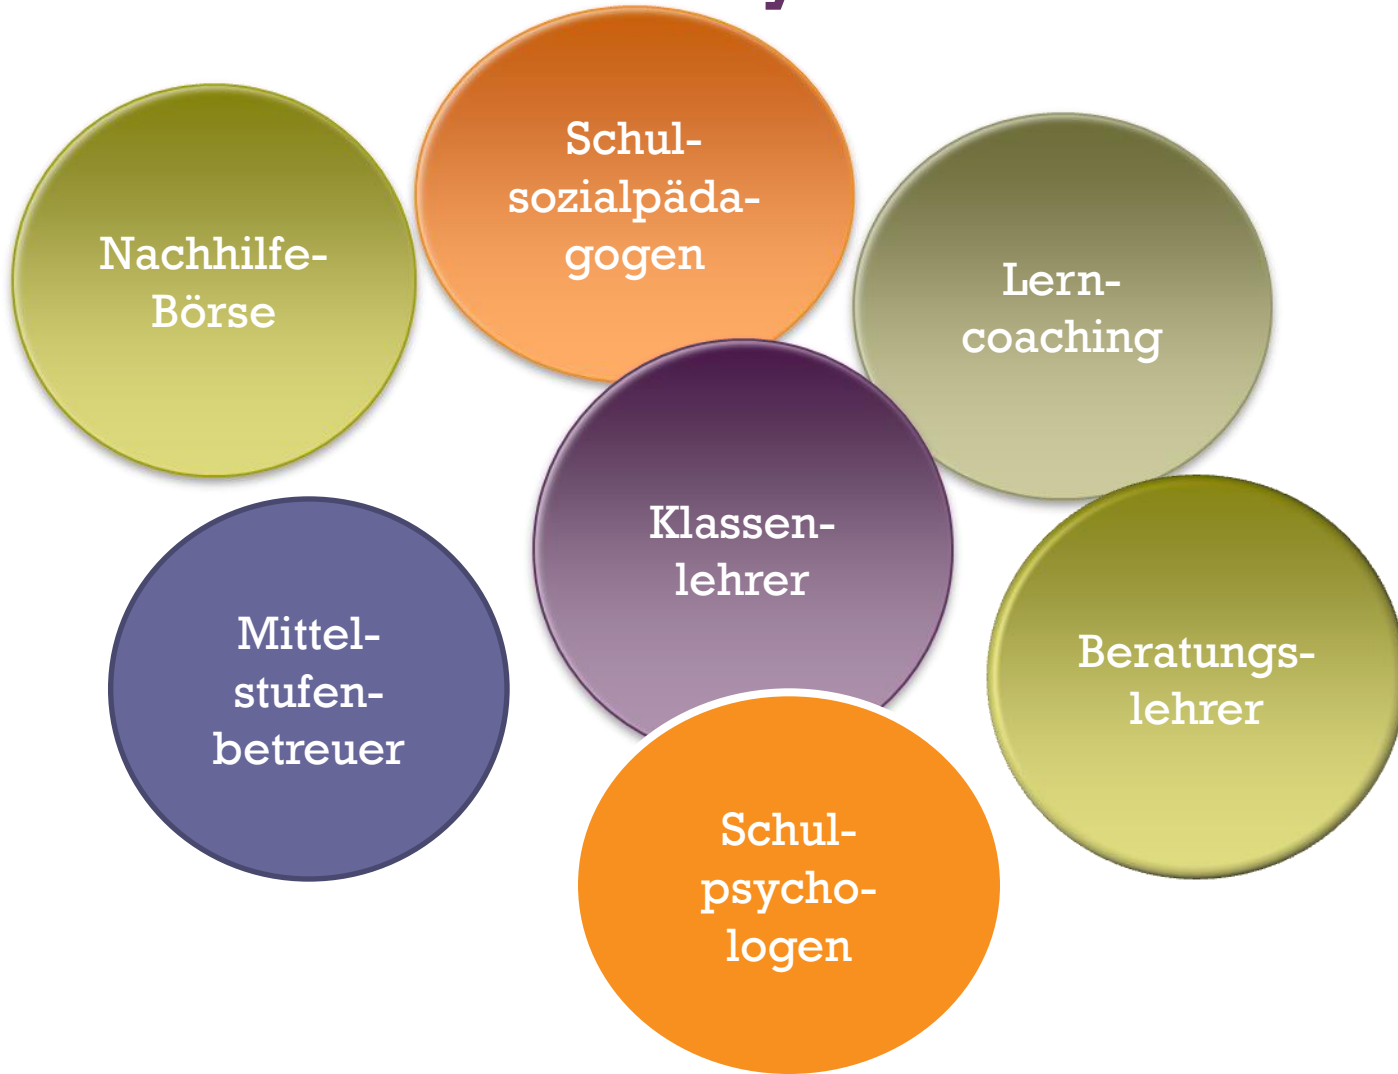 Schul-
sozialpäda-
gogen
Nachhilfe-
Börse
Lern-
coaching
Klassen-
lehrer
Mittel-
stufen-
betreuer
Beratungs-
lehrer
Schul-
psycho-
logen